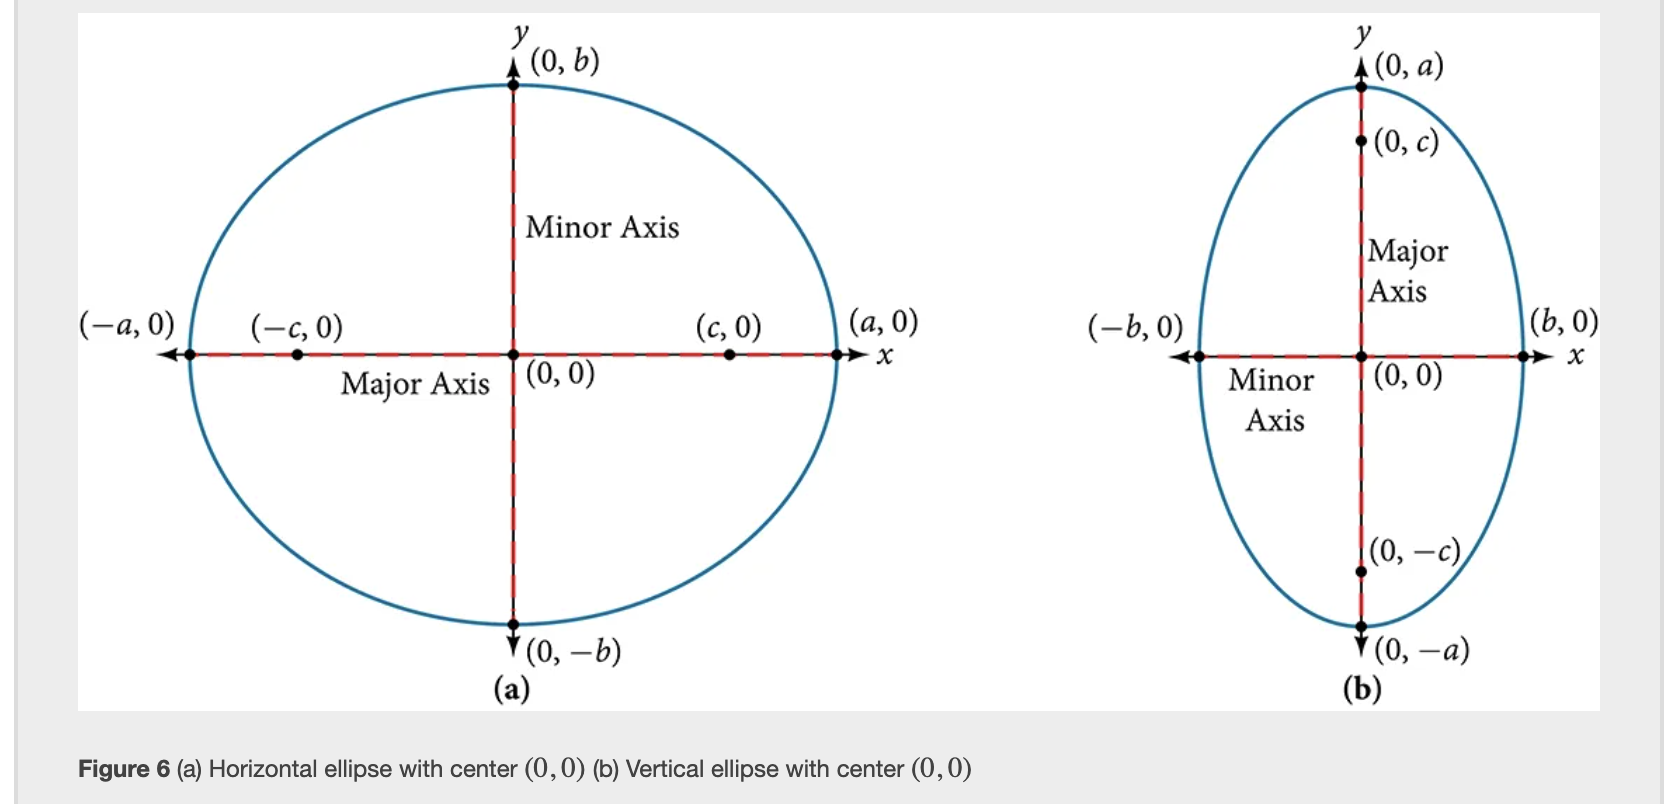 y
(0, b)
Minor Axis
(−a, 0)
(−c, 0)
(c, 0)
(a, 0)
x
Major Axis
(0, 0)
(0, −b)
(a)
y
(0, a)
(0, c)
Major
Axis
(−b, 0)
(b, 0)
x
Minor
Axis
(0, 0)
(0, −c)
(0, −a)
(b)
Figure 6 (a) Horizontal ellipse with center (0, 0) (b) Vertical ellipse with center (0, 0)